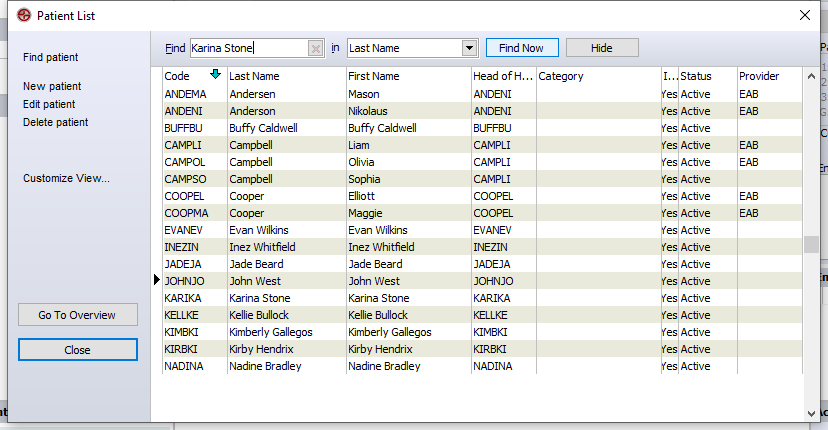 Patient List
Find patient
New patient
Edit patient
Delete patient
Customize View...
Go To Overview
Close
Find Karina Stone in Last Name Find Now Hide
Code Last Name First Name Head of H... Category I... Status Provider
ANDEMA Andersen Mason ANDENI Yes Active EAB
ANDENI Anderson Nikolaus ANDENI Yes Active EAB
BUFFBU Buffy Caldwell Buffy Caldwell BUFFBU Yes Active
CAMPLI Campbell Liam CAMPLI Yes Active EAB
CAMPOL Campbell Olivia CAMPLI Yes Active EAB
CAMPSO Campbell Sophia CAMPLI Yes Active
COOPEL Cooper Elliott COOPEL Yes Active EAB
COOPMA Cooper Maggie COOPEL Yes Active EAB
EVANEV Evan Wilkins Evan Wilkins EVANEV Yes Active
INEZIN Inez Whitfield Inez Whitfield INEZIN Yes Active
JADEJA Jade Beard Jade Beard JADEJA Yes Active
JOHNJO John West John West JOHNJO Yes Active
KARIKA Karina Stone Karina Stone KARIKA Yes Active
KELLKE Kellie Bullock Kellie Bullock KELLKE Yes Active
KIMBKI Kimberly Gallegos Kimberly Gallegos KIMBKI Yes Active
KIRBKI Kirby Hendrix Kirby Hendrix KIRBKI Yes Active
NADINA Nadine Bradley Nadine Bradley NADINA Yes Active